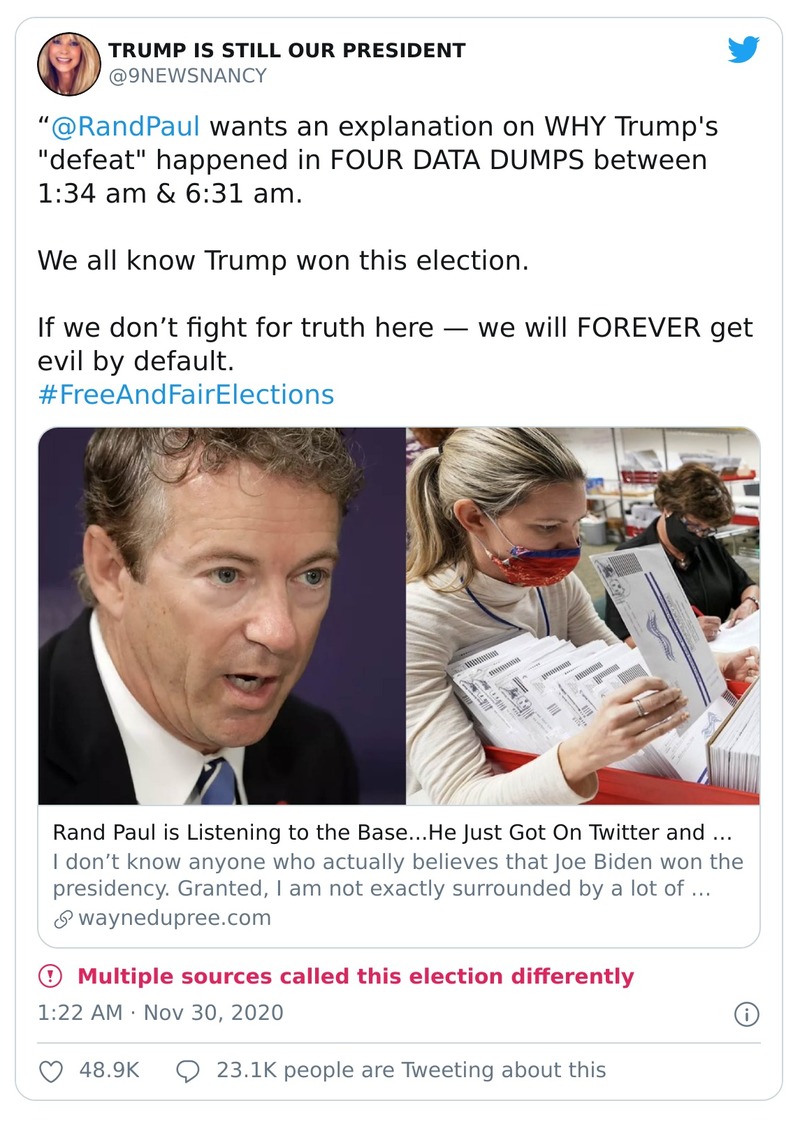 TRUMP IS STILL OUR PRESIDENT
@9NEWSNANCY
“@RandPaul wants an explanation on WHY Trump's
"defeat" happened in FOUR DATA DUMPS between
1:34 am & 6:31 am.
We all know Trump won this election.
If we don’t fight for truth here — we will FOREVER get
evil by default.
#FreeAndFairElections
Rand Paul is Listening to the Base...He Just Got On Twitter and …
I don’t know anyone who actually believes that Joe Biden won the
presidency. Granted, I am not exactly surrounded by a lot of …
waynedupree.com
Multiple sources called this election differently
1:22 AM · Nov 30, 2020
48.9K
23.1K people are Tweeting about this